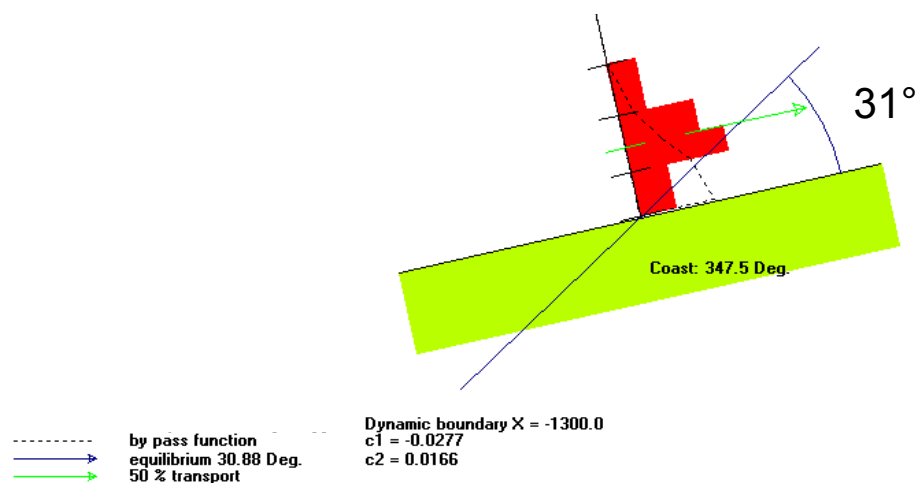 31°
Coast: 347.5 Deg.
Dynamic boundary X = -1300.0
by pass function
c1 = -0.0277
equilibrium 30.88 Deg.
c2 = 0.0166
50 % transport